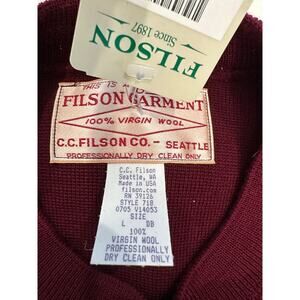 FILSON
Since 1897
THIS IS A
FILSON GARMENT
100% VIRGIN WOOL
C.C. FILSON CO. - SEATTLE
PROFESSIONALLY DRY CLEAN ONLY
C.C. Filson
Seattle, WA
Made in USA
filson.com
RN 39126
STYLE 718
0705 V14053
SIZE
L DB
100%
VIRGIN WOOL
PROFESSIONALLY
DRY CLEAN ONLY